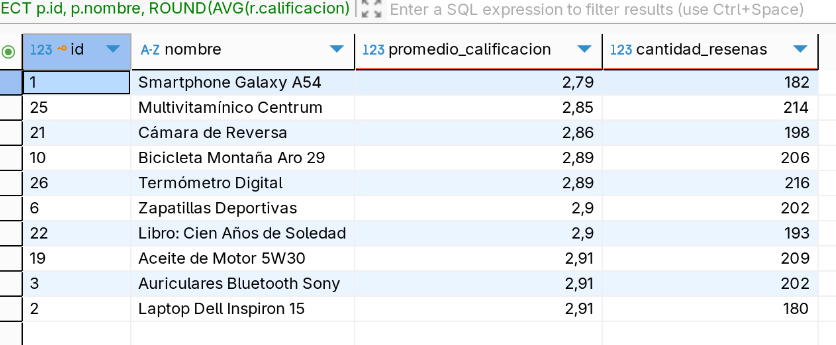 ECT p.id, p.nombre, ROUND(AVG(r.calificacion) Enter a SQL expression to filter results (use Ctrl+Space)
123 id A-Z nombre 123 promedio_calificacion 123 cantidad_resenas
1 Smartphone Galaxy A54 2,79 182
25 Multivitamínico Centrum 2,85 214
21 Cámara de Reversa 2,86 198
10 Bicicleta Montaña Aro 29 2,89 206
26 Termómetro Digital 2,89 216
6 Zapatillas Deportivas 2,9 202
22 Libro: Cien Años de Soledad 2,9 193
19 Aceite de Motor 5W30 2,91 209
3 Auriculares Bluetooth Sony 2,91 202
2 Laptop Dell Inspiron 15 2,91 180